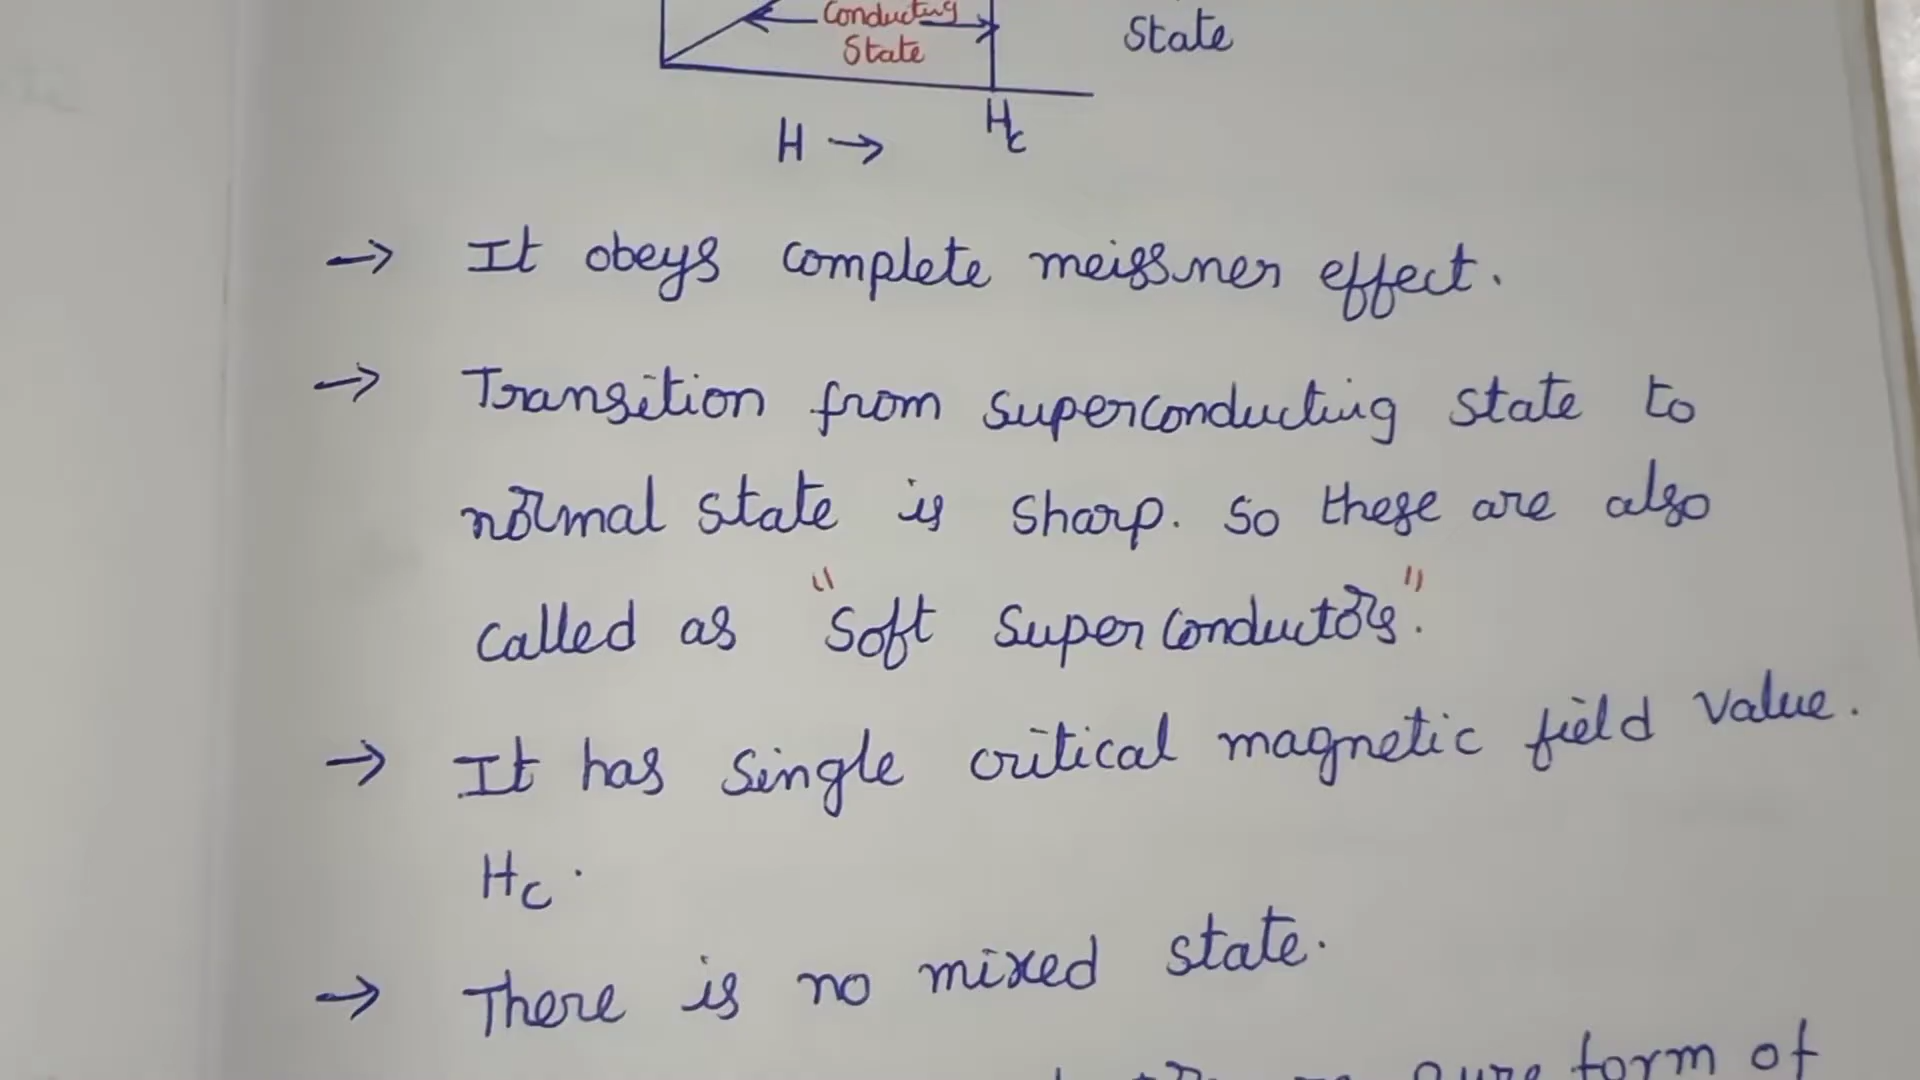 Conducting
State
State
H →
Hc
→ It obeys complete meissner effect.
→ Transition from superconducting state to
normal state is sharp. So these are also
called as "Soft Superconductors".
→ It has single critical magnetic field value.
Hc.
→ There is no mixed state.
pure form of